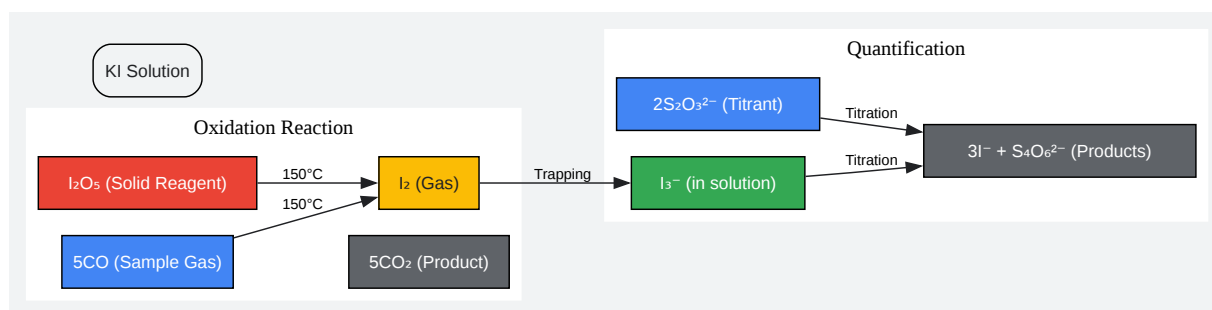 KI Solution
Oxidation Reaction
I₂O₅ (Solid Reagent)
150°C
I₂ (Gas)
150°C
5CO (Sample Gas)
5CO₂ (Product)
Trapping
Quantification
2S₂O₃²⁻ (Titrant)
Titration
I₃⁻ (in solution)
Titration
3I⁻ + S₄O₆²⁻ (Products)